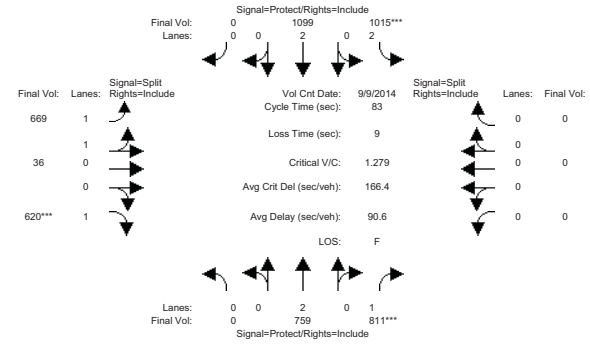 Signal=Protect/Rights=Include
Final Vol: 0 1099 1015***
Lanes: 0 0 2 0 2
Signal=Split Signal=Split
Final Vol: Lanes: Rights=Include Vol Cnt Date: 9/9/2014 Rights=Include Lanes: Final Vol:
Cycle Time (sec): 83
669 1 0 0
Loss Time (sec): 9
1 0
36 0 Critical V/C: 1.279 0 0
0 Avg Crit Del (sec/veh): 166.4 0
620*** 1 Avg Delay (sec/veh): 90.6 0 0
LOS: F
Lanes: 0 0 2 0 1
Final Vol: 0 759 811***
Signal=Protect/Rights=Include